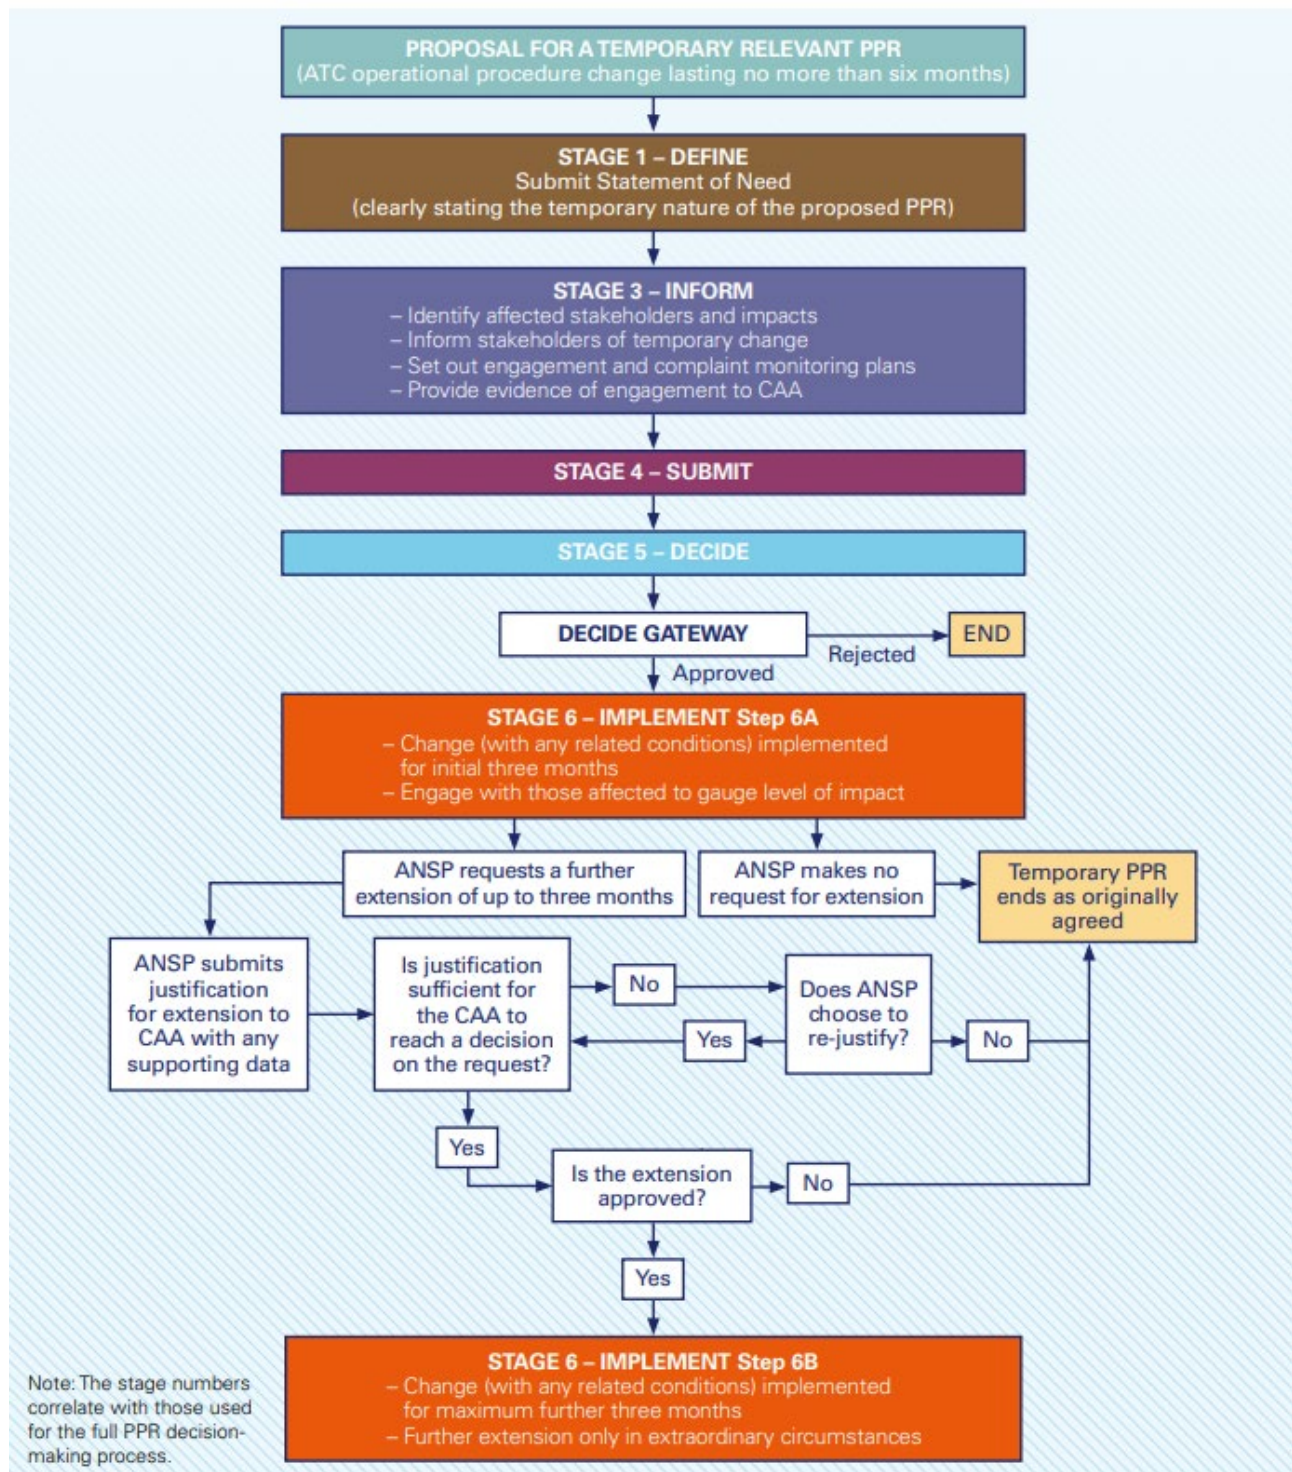 PROPOSAL FOR A TEMPORARY RELEVANT PPR
(ATC operational procedure change lasting no more than six months)
STAGE 1 – DEFINE
Submit Statement of Need
(clearly stating the temporary nature of the proposed PPR)
STAGE 3 – INFORM
– Identify affected stakeholders and impacts
– Inform stakeholders of temporary change
– Set out engagement and complaint monitoring plans
– Provide evidence of engagement to CAA
STAGE 4 – SUBMIT
STAGE 5 – DECIDE
DECIDE GATEWAY
Rejected
END
Approved
STAGE 6 – IMPLEMENT Step 6A
– Change (with any related conditions) implemented
for initial three months
– Engage with those affected to gauge level of impact
ANSP requests a further
extension of up to three months
ANSP makes no
request for extension
Temporary PPR
ends as originally
agreed
ANSP submits
justification
for extension to
CAA with any
supporting data
Is justification
sufficient for
the CAA to
reach a decision
on the request?
No
Yes
Does ANSP
choose to
re-justify?
No
Yes
Is the extension
approved?
No
Yes
STAGE 6 – IMPLEMENT Step 6B
– Change (with any related conditions) implemented
for maximum further three months
– Further extension only in extraordinary circumstances
Note: The stage numbers
correlate with those used
for the full PPR decision-
making process.